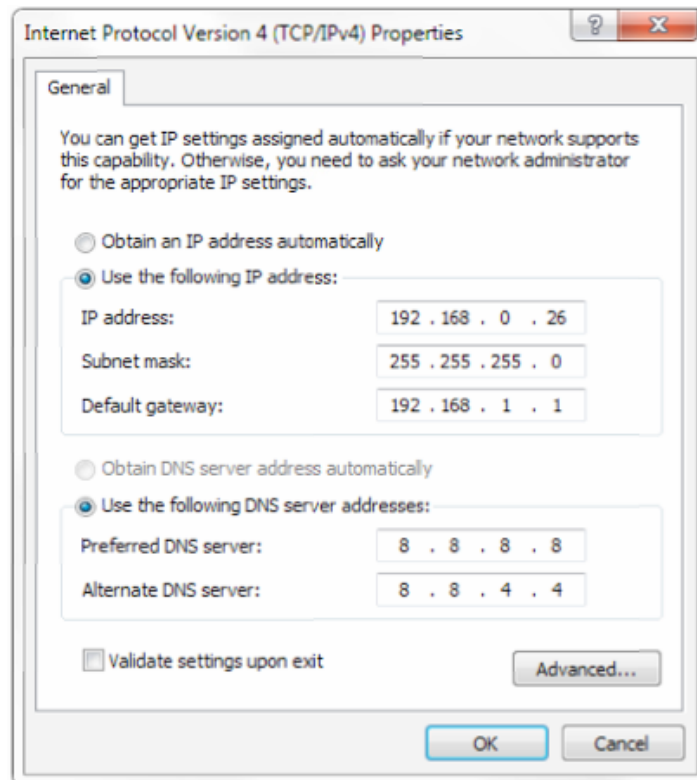 Internet Protocol Version 4 (TCP/IPv4) Properties
?
General
You can get IP settings assigned automatically if your network supports
this capability. Otherwise, you need to ask your network administrator
for the appropriate IP settings.
Obtain an IP address automatically
Use the following IP address:
IP address: 192 . 168 . 0 . 26
Subnet mask: 255 . 255 . 255 . 0
Default gateway: 192 . 168 . 1 . 1
Obtain DNS server address automatically
Use the following DNS server addresses:
Preferred DNS server: 8 . 8 . 8 . 8
Alternate DNS server: 8 . 8 . 4 . 4
Validate settings upon exit
Advanced...
OK Cancel